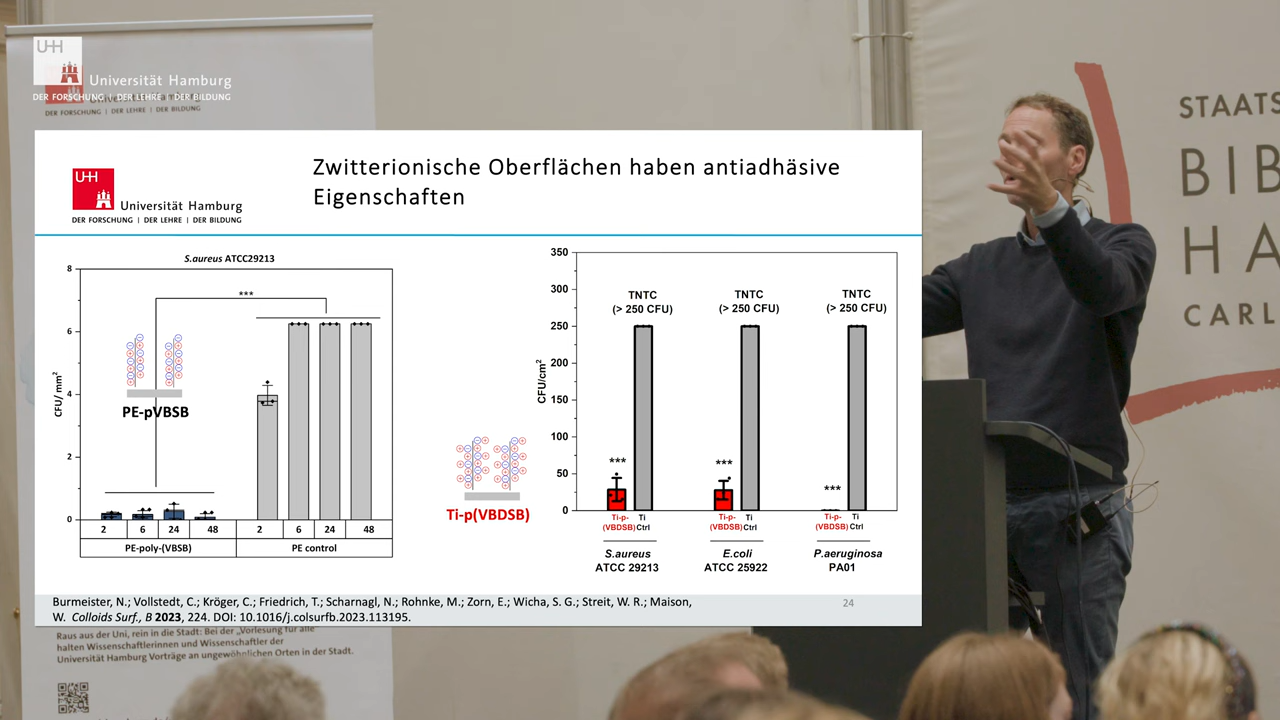 U-H
Universität Hamburg
DER FORSCHUNG | DER LEHRE | DER BILDUNG
DER FORSCHUNG | DER LEHRE | DER BILDUNG
STAATS
BIB
HA
CARL
Zwitterionische Oberflächen haben antiadhäsive
Eigenschaften
UH
Universität Hamburg
DER FORSCHUNG | DER LEHRE | DER BILDUNG
S.aureus ATCC29213
8
6
4
2
0
CFU/ mm²
***
PE-pVBSB
2 6 24 48 2 6 24 48
PE-poly-(VBSB) PE control
Ti-p(VBDSB)
350
300
250
200
150
100
50
0
CFU/cm²
TNTC TNTC TNTC
(> 250 CFU) (> 250 CFU) (> 250 CFU)
*** *** ***
Ti-p- Ti Ti-p- Ti Ti-p- Ti
(VBDSB) Ctrl (VBDSB) Ctrl (VBDSB) Ctrl
S.aureus E.coli P.aeruginosa
ATCC 29213 ATCC 25922 PA01
Burmeister, N.; Vollstedt, C.; Kröger, C.; Friedrich, T.; Scharnagl, N.; Rohnke, M.; Zorn, E.; Wicha, S. G.; Streit, W. R.; Maison,
W. Colloids Surf., B 2023, 224. DOI: 10.1016/j.colsurfb.2023.113195.
24
Raus aus der Uni, rein in die Stadt: Bei der „Vorlesung für alle"
halten Wissenschaftlerinnen und Wissenschaftler der
Universität Hamburg Vorträge an ungewöhnlichen Orten in der Stadt.